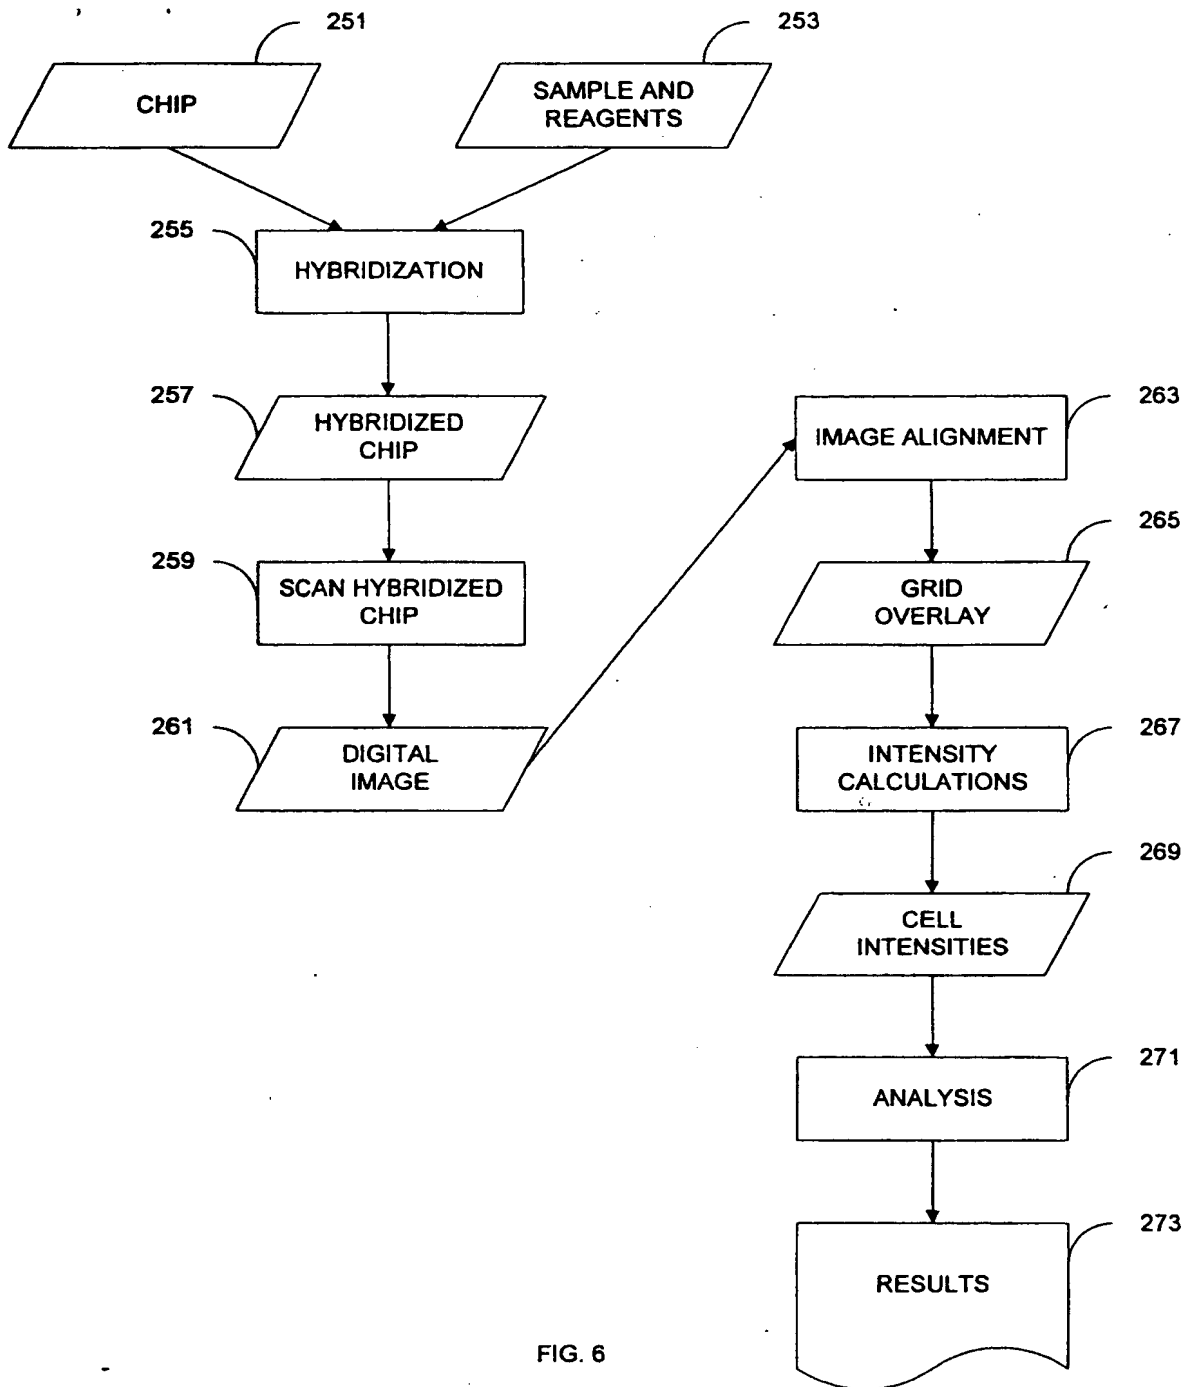 251
253
CHIP
SAMPLE AND
REAGENTS
255
HYBRIDIZATION
257
HYBRIDIZED
CHIP
259
SCAN HYBRIDIZED
CHIP
261
DIGITAL
IMAGE
263
IMAGE ALIGNMENT
265
GRID
OVERLAY
267
INTENSITY
CALCULATIONS
269
CELL
INTENSITIES
271
ANALYSIS
273
RESULTS
FIG. 6